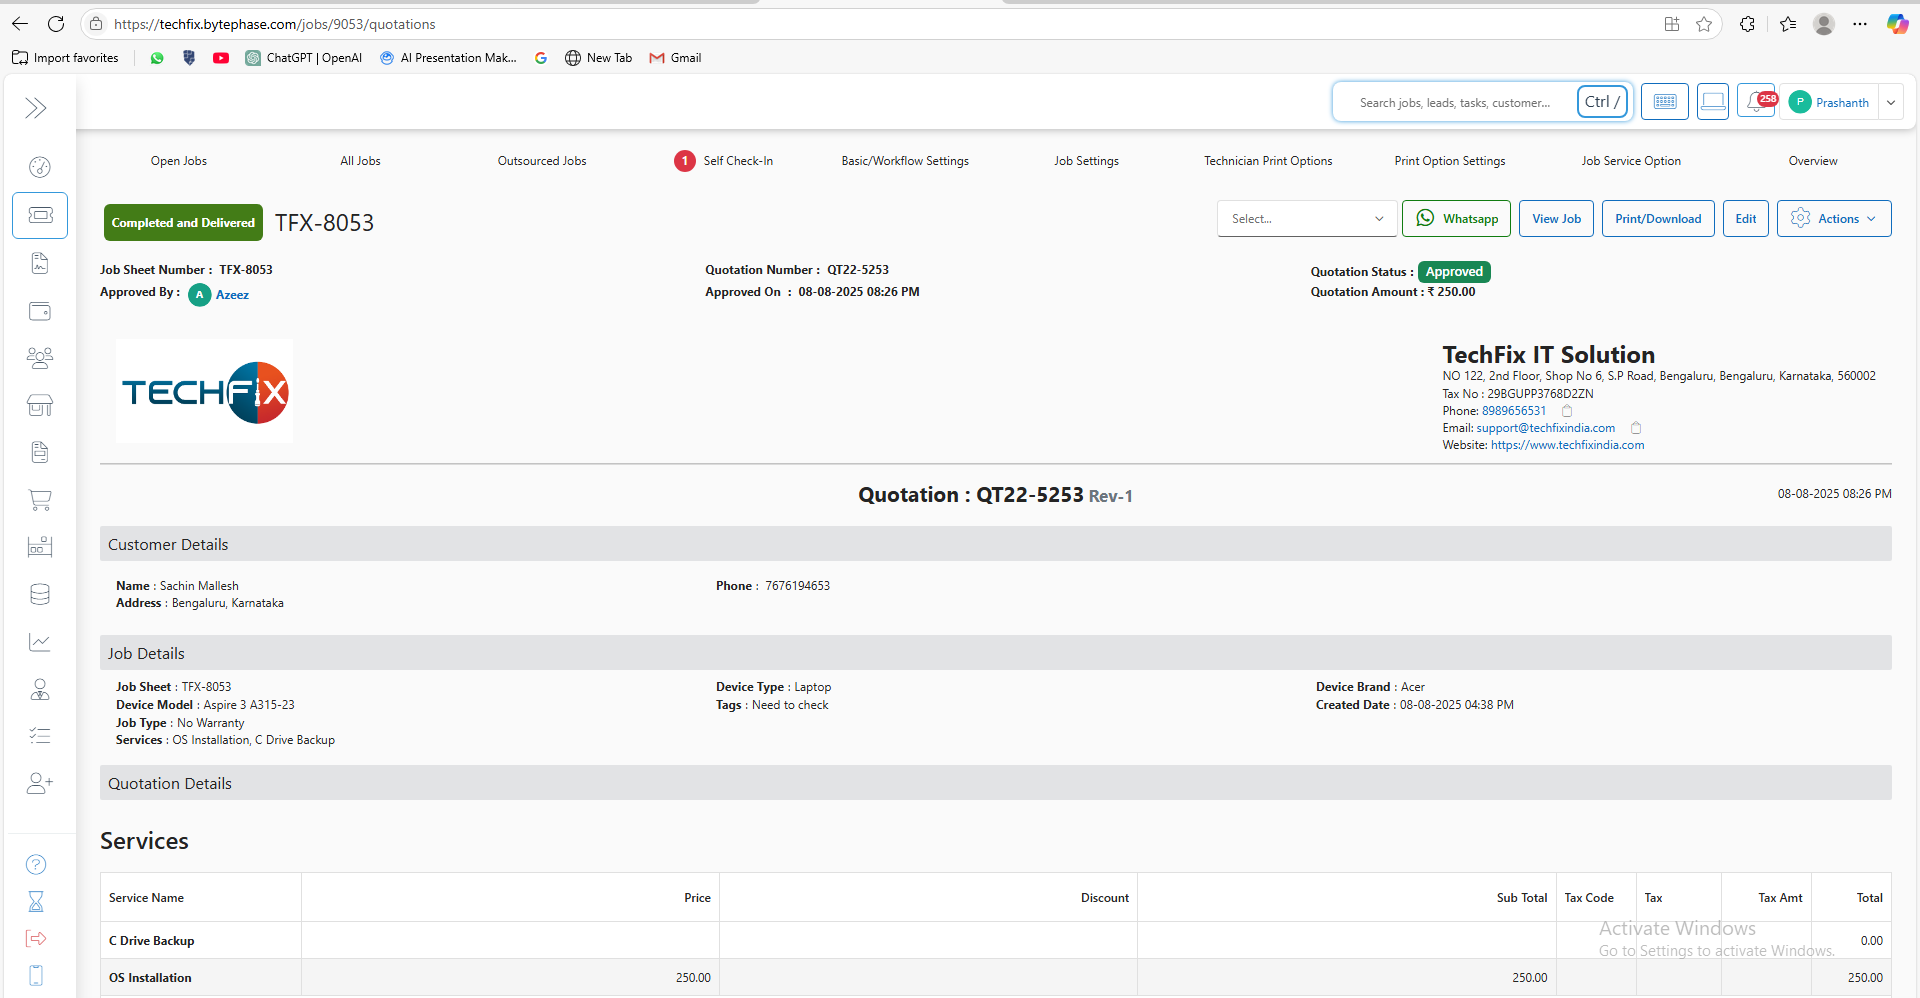 https://techfix.bytephase.com/jobs/9053/quotations
Import favorites ChatGPT | OpenAI AI Presentation Mak... New Tab Gmail
Search jobs, leads, tasks, customer... Ctrl / 258 P Prashanth
Open Jobs All Jobs Outsourced Jobs 1 Self Check-In Basic/Workflow Settings Job Settings Technician Print Options Print Option Settings Job Service Option Overview
Completed and Delivered TFX-8053 Select... Whatsapp View Job Print/Download Edit Actions
Job Sheet Number : TFX-8053 Quotation Number : QT22-5253 Quotation Status : Approved
Approved By : A Azeez Approved On : 08-08-2025 08:26 PM Quotation Amount : ₹ 250.00
TECHFiX
TechFix IT Solution
NO 122, 2nd Floor, Shop No 6, S.P Road, Bengaluru, Bengaluru, Karnataka, 560002
Tax No : 29BGUPP3768D2ZN
Phone: 8989656531
Email: support@techfixindia.com
Website: https://www.techfixindia.com
Quotation : QT22-5253 Rev-1 08-08-2025 08:26 PM
Customer Details
Name : Sachin Mallesh Phone : 7676194653
Address : Bengaluru, Karnataka
Job Details
Job Sheet : TFX-8053 Device Type : Laptop Device Brand : Acer
Device Model : Aspire 3 A315-23 Tags : Need to check Created Date : 08-08-2025 04:38 PM
Job Type : No Warranty
Services : OS Installation, C Drive Backup
Quotation Details
Services
Service Name Price Discount Sub Total Tax Code Tax Tax Amt Total
C Drive Backup 0.00
OS Installation 250.00 250.00 250.00
Activate Windows
Go to Settings to activate Windows.